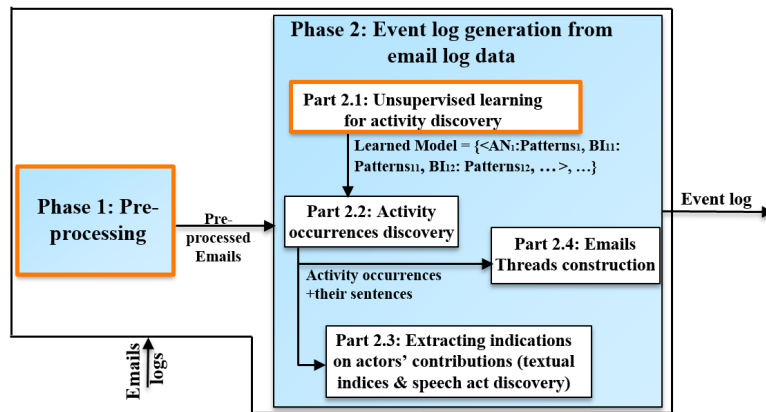 Phase 2: Event log generation from
email log data
Part 2.1: Unsupervised learning
for activity discovery
Learned Model = {<AN1:Patterns1, BI11:
Patterns11, BI12: Patterns12, …>, …}
Phase 1: Pre-
processing
Pre-
processed
Emails
Part 2.2: Activity
occurrences discovery
Event log
Part 2.4: Emails
Threads construction
Activity occurrences
+their sentences
Part 2.3: Extracting indications
on actors’ contributions (textual
indices & speech act discovery)
Emails
logs